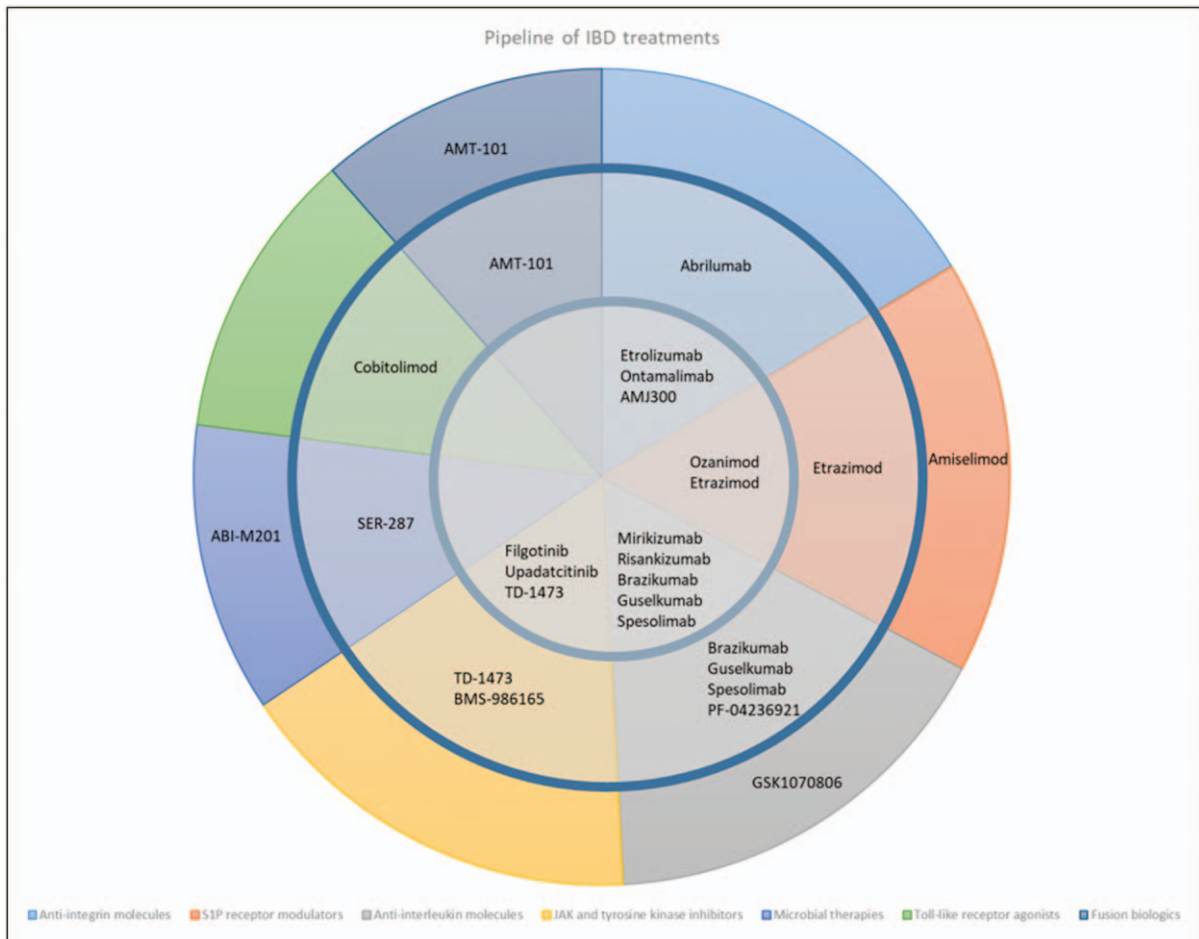 Pipeline of IBD treatments
AMT-101
AMT-101
Abrilumab
Cobitolimod
Etrolizumab
Ontamalimab
AMJ300
Ozanimod
Etrazimod
Etrazimod
Amiselimod
ABI-M201
SER-287
Filgotinib
Upadatcitinib
TD-1473
Mirikizumab
Risankizumab
Brazikumab
Guselkumab
Spesolimab
TD-1473
BMS-986165
Brazikumab
Guselkumab
Spesolimab
PF-04236921
GSK1070806
Anti-integrin molecules
S1P receptor modulators
Anti-interleukin molecules
JAK and tyrosine kinase inhibitors
Microbial therapies
Toll-like receptor agonists
Fusion biologics